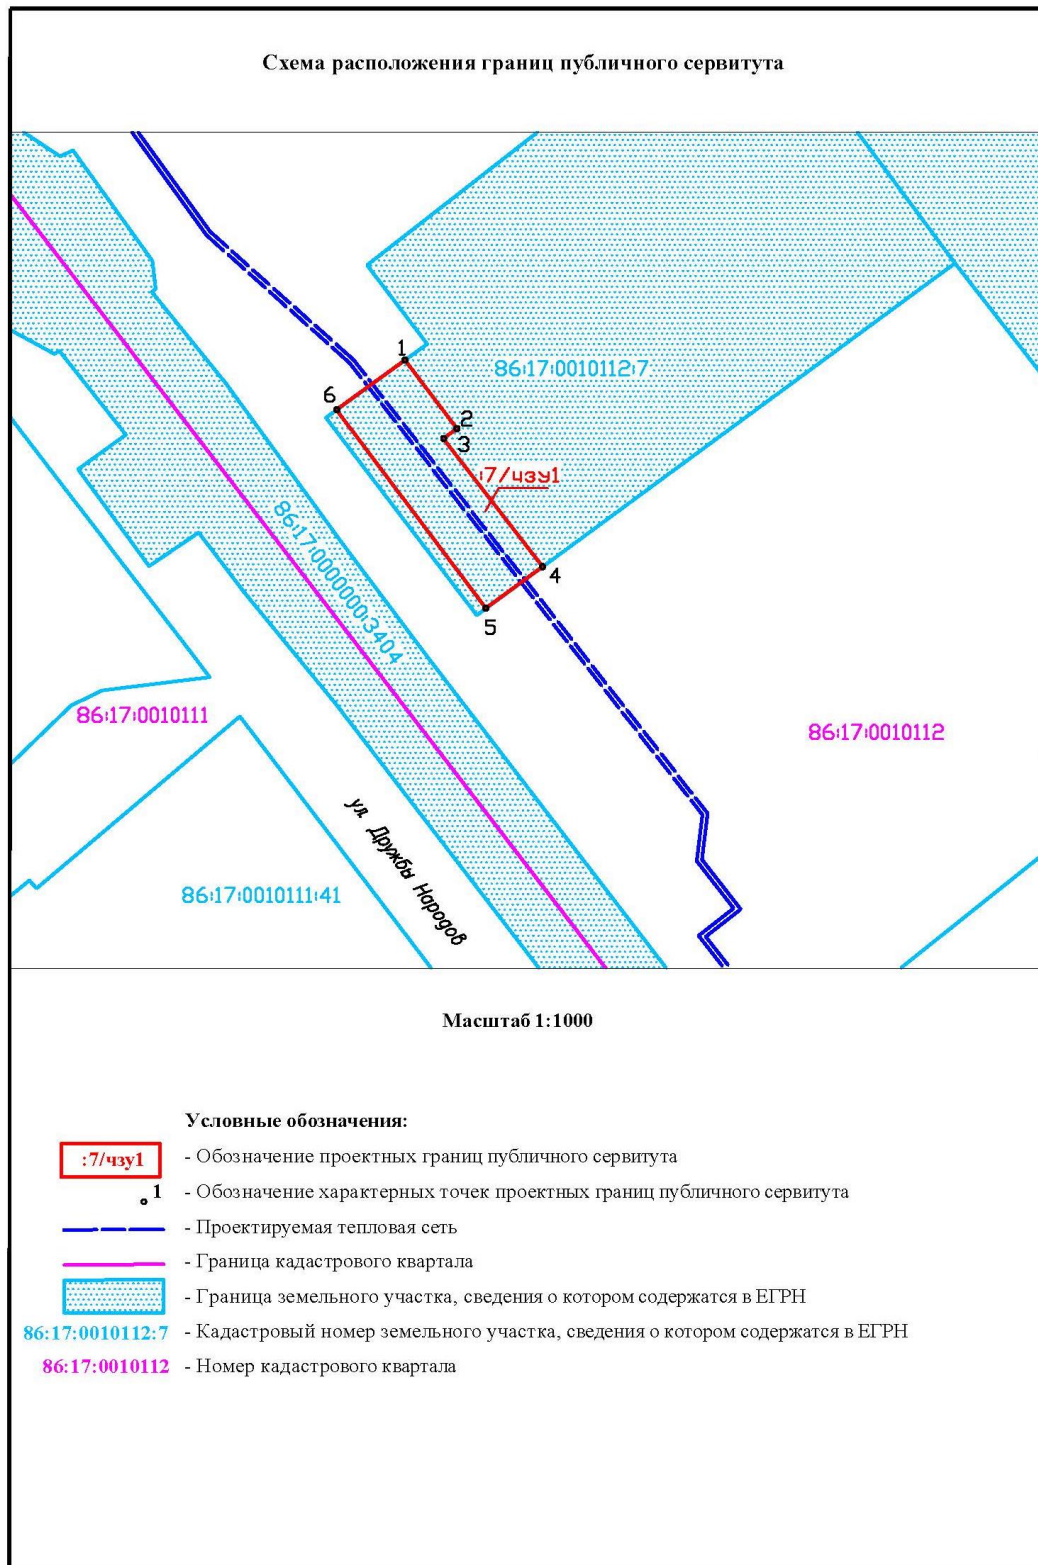 Схема расположения границ публичного сервитута
1
86:17:0010112:7
6
2
3
:7/чзу1
86:17:0000000:3404
4
5
86:17:0010111
86:17:0010112
ул. Дружбы Народов
86:17:0010111:41
Масштаб 1:1000
Условные обозначения:
:7/чзу1 - Обозначение проектных границ публичного сервитута
1 - Обозначение характерных точек проектных границ публичного сервитута
- Проектируемая тепловая сеть
- Граница кадастрового квартала
- Граница земельного участка, сведения о котором содержатся в ЕГРН
86:17:0010112:7 - Кадастровый номер земельного участка, сведения о котором содержатся в ЕГРН
86:17:0010112 - Номер кадастрового квартала